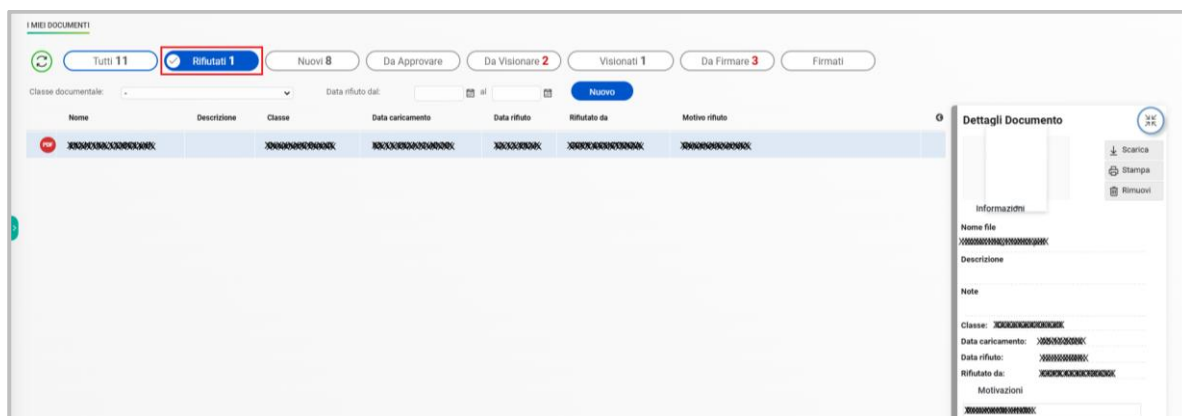 I MIEI DOCUMENTI
Tutti 11 Rifiutati 1 Nuovi 8 Da Approvare Da Visionare 2 Visionati 1 Da Firmare 3 Firmati
Classe documentale: - Data rifiuto dal: al Nuovo
Nome Descrizione Classe Data caricamento Data rifiuto Rifiutato da Motivo rifiuto
PDF
Dettagli Documento
Scarica
Stampa
Rimuovi
Informazioni
Nome file
Descrizione
Note
Classe:
Data caricamento:
Data rifiuto:
Rifiutato da:
Motivazioni